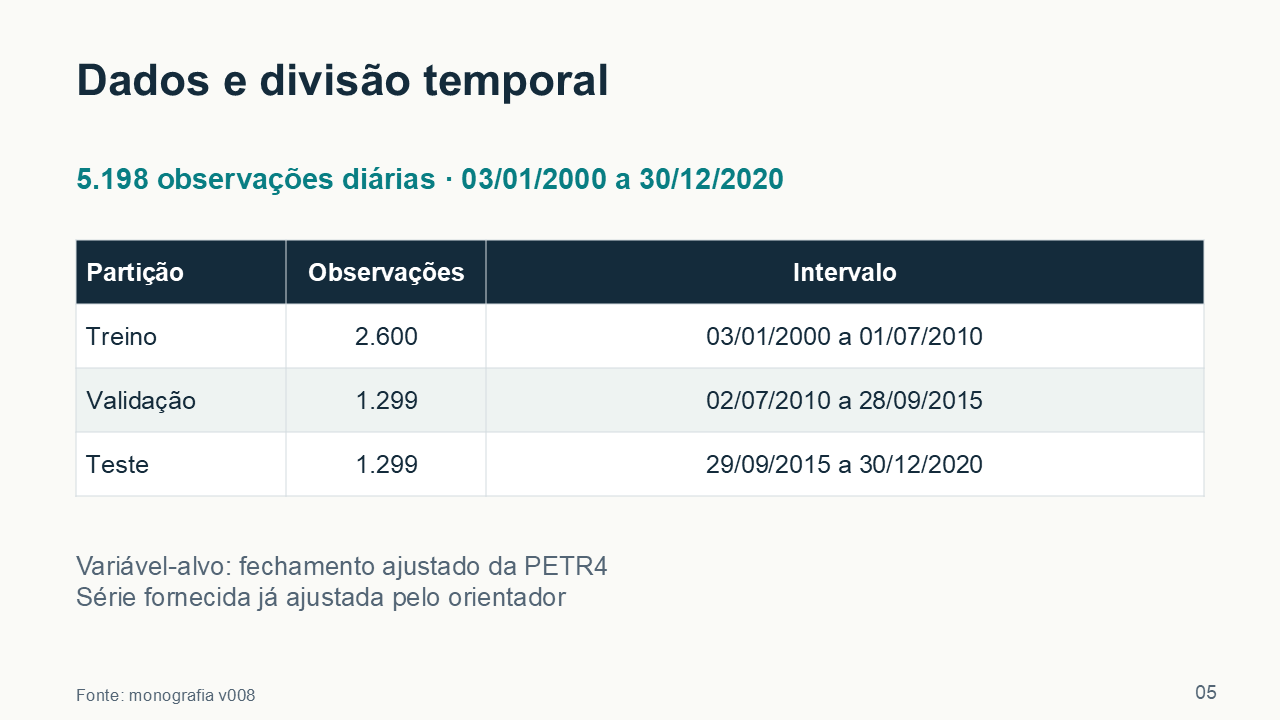 Dados e divisão temporal
5.198 observações diárias · 03/01/2000 a 30/12/2020
Partição Observações Intervalo
Treino 2.600 03/01/2000 a 01/07/2010
Validação 1.299 02/07/2010 a 28/09/2015
Teste 1.299 29/09/2015 a 30/12/2020
Variável-alvo: fechamento ajustado da PETR4
Série fornecida já ajustada pelo orientador
Fonte: monografia v008
05